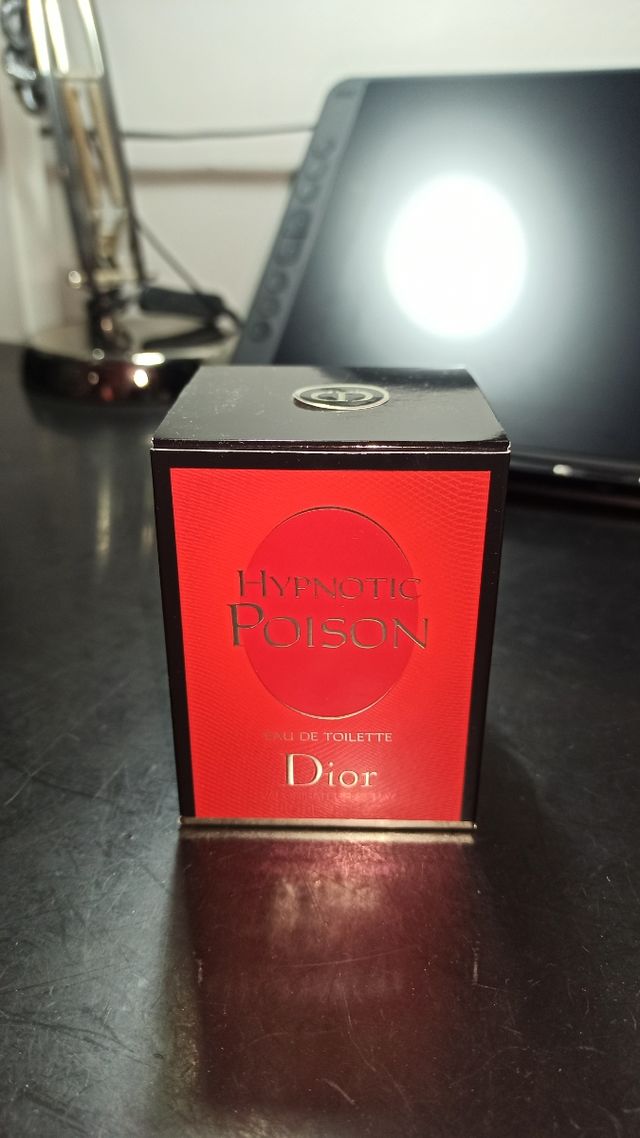 HYPNOTIC
POISON
EAU DE TOILETTE
Dior